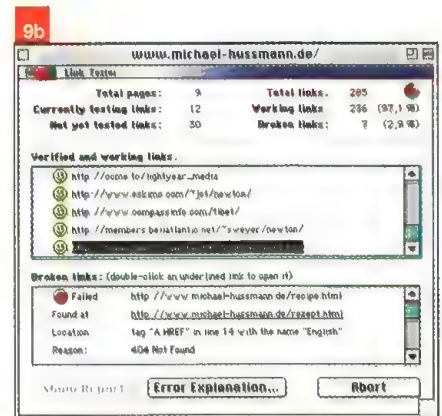 9b
www.michael-hussmann.de/
Link Tester
Total pages: 9 Total links: 285
Currently testing links: 12 Working links 236 (97,1 %)
Not yet tested links: 30 Broken links: 7 (2,9 %)
Verified and working links.
http //come to/lightyear_media
http //www.eskimo.com/~jet/newton/
http //www.compassinfo.com/tibet/
http //members bellatlantic net/~sweyer/newton/
Broken links: (double-click an underlined link to open it)
Failed http //www michael-hussmann de/recipe.html
Found at http //www michael-hussmann de/rezept.html
Location tag "A HREF" in line 14 with the name "English"
Reason: 404 Not Found
Error Explanation... Abort